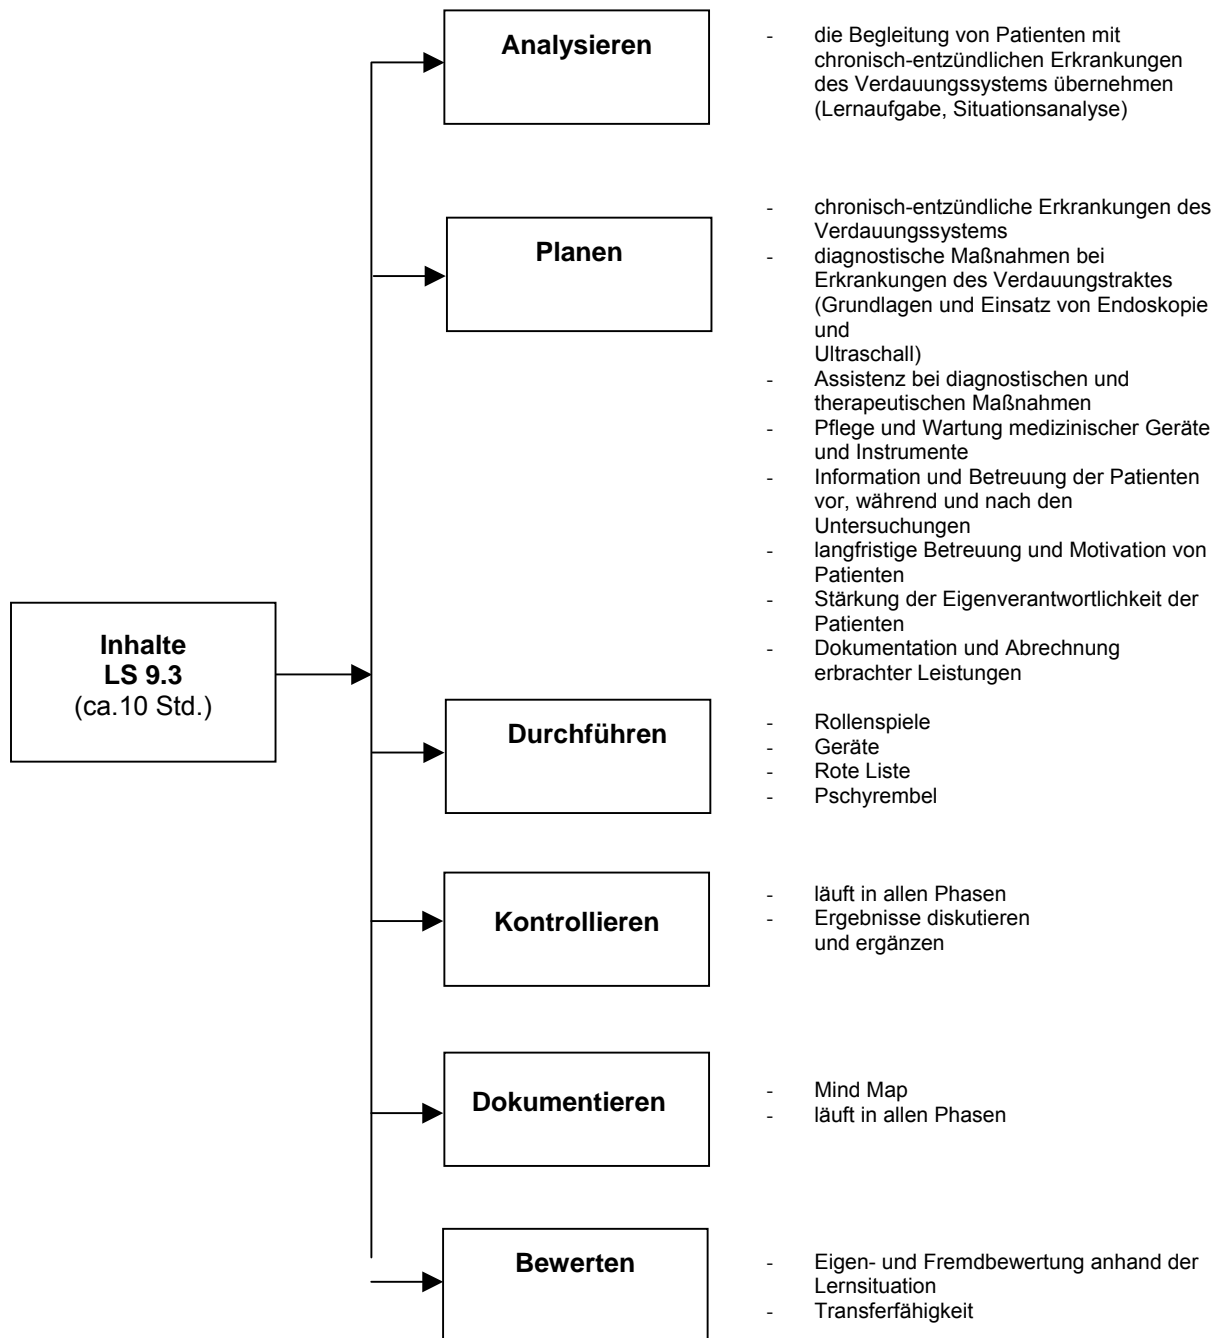 Analysieren
- die Begleitung von Patienten mit
chronisch-entzündlichen Erkrankungen
des Verdauungssystems übernehmen
(Lernaufgabe, Situationsanalyse)
Planen
- chronisch-entzündliche Erkrankungen des
Verdauungssystems
- diagnostische Maßnahmen bei
Erkrankungen des Verdauungstraktes
(Grundlagen und Einsatz von Endoskopie
und
Ultraschall)
- Assistenz bei diagnostischen und
therapeutischen Maßnahmen
- Pflege und Wartung medizinischer Geräte
und Instrumente
- Information und Betreuung der Patienten
vor, während und nach den
Untersuchungen
- langfristige Betreuung und Motivation von
Patienten
- Stärkung der Eigenverantwortlichkeit der
Patienten
- Dokumentation und Abrechnung
erbrachter Leistungen
Inhalte
LS 9.3
(ca.10 Std.)
Durchführen
- Rollenspiele
- Geräte
- Rote Liste
- Pschyrembel
Kontrollieren
- läuft in allen Phasen
- Ergebnisse diskutieren
und ergänzen
Dokumentieren
- Mind Map
- läuft in allen Phasen
Bewerten
- Eigen- und Fremdbewertung anhand der
Lernsituation
- Transferfähigkeit